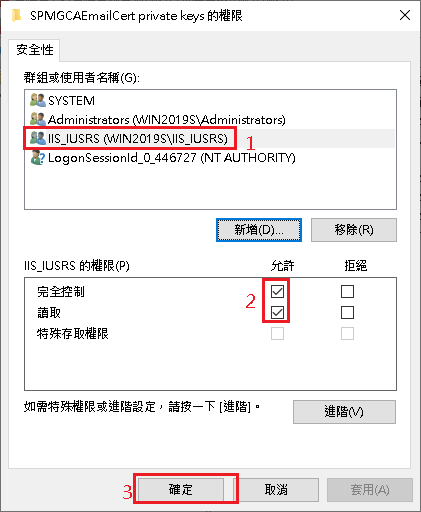 SPMGCAEmailCert private keys 的權限
安全性
群組或使用者名稱(G):
SYSTEM
Administrators (WIN2019S\Administrators)
IIS_IUSRS (WIN2019S\IIS_IUSRS)
1
LogonSessionId_0_446727 (NT AUTHORITY)
新增(D)...
移除(R)
IIS_IUSRS 的權限(P) 允許 拒絕
完全控制
2
讀取
特殊存取權限
如需特殊權限或進階設定，請按一下 [進階]。
進階(V)
3
確定
取消
套用(A)